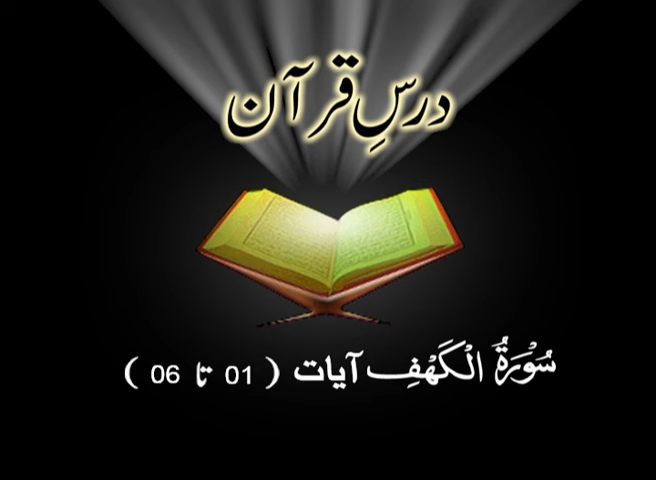 درسِ قرآن
سُوْرَۃُ الْکَهْفِ آیات ( 01 تا 06 )